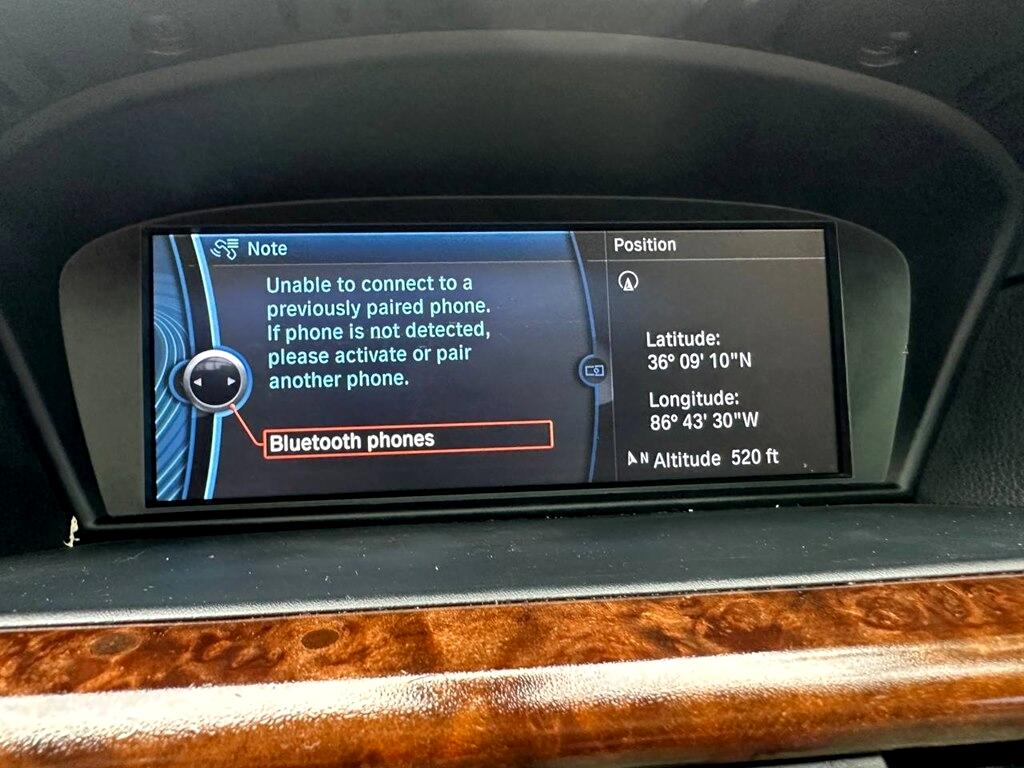 Note
Unable to connect to a
previously paired phone.
If phone is not detected,
please activate or pair
another phone.
Bluetooth phones
Position
Latitude:
36° 09' 10"N
Longitude:
86° 43' 30"W
N Altitude 520 ft